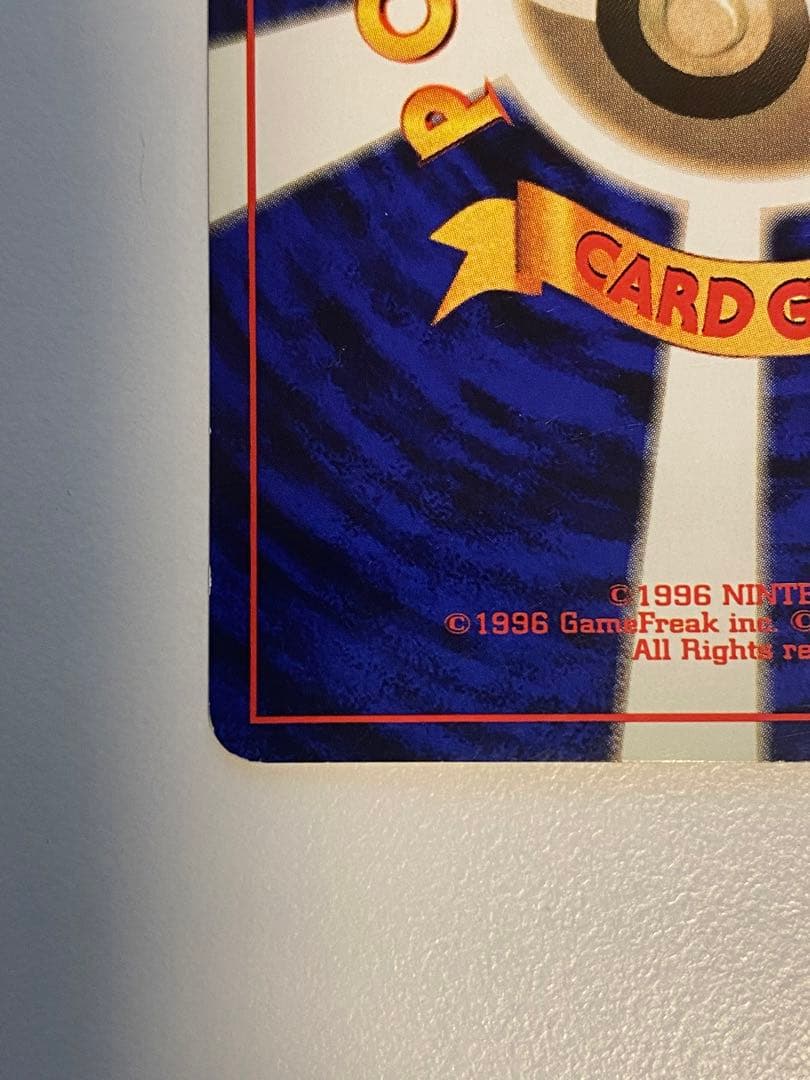 P O
CARD G
©1996 NINTE
©1996 GameFreak inc. ©
All Rights re